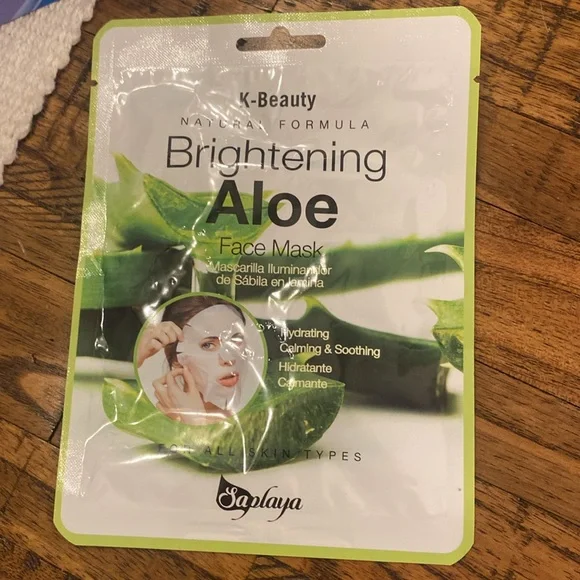 K-Beauty
NATURAL FORMULA
Brightening
Aloe
Face Mask
Mascarilla Iluminandor
de Sábila en lámina
Hydrating
Calming & Soothing
Hidratante
Calmante
FOR ALL SKIN TYPES
Saplaya